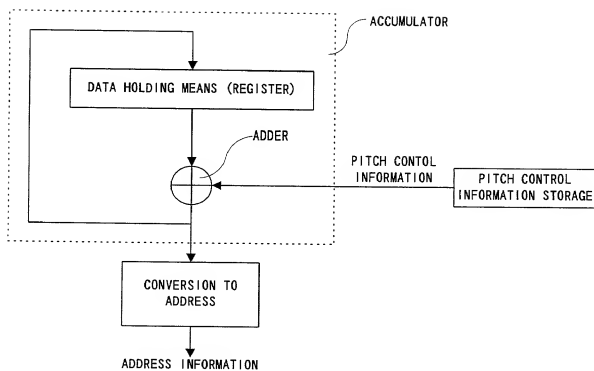 ACCUMULATOR
DATA HOLDING MEANS (REGISTER)
ADDER
PITCH CONTOL
INFORMATION
PITCH CONTROL
INFORMATION STORAGE
CONVERSION TO
ADDRESS
ADDRESS INFORMATION